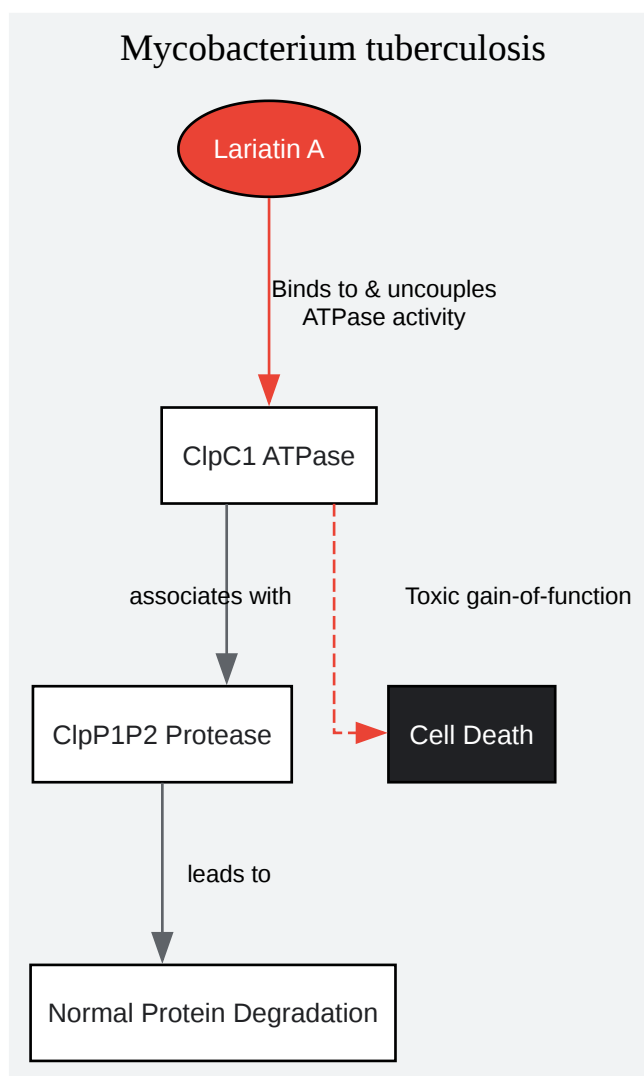 Mycobacterium tuberculosis
Lariatin A
Binds to & uncouples
ATPase activity
ClpC1 ATPase
associates with
Toxic gain-of-function
ClpP1P2 Protease
Cell Death
leads to
Normal Protein Degradation